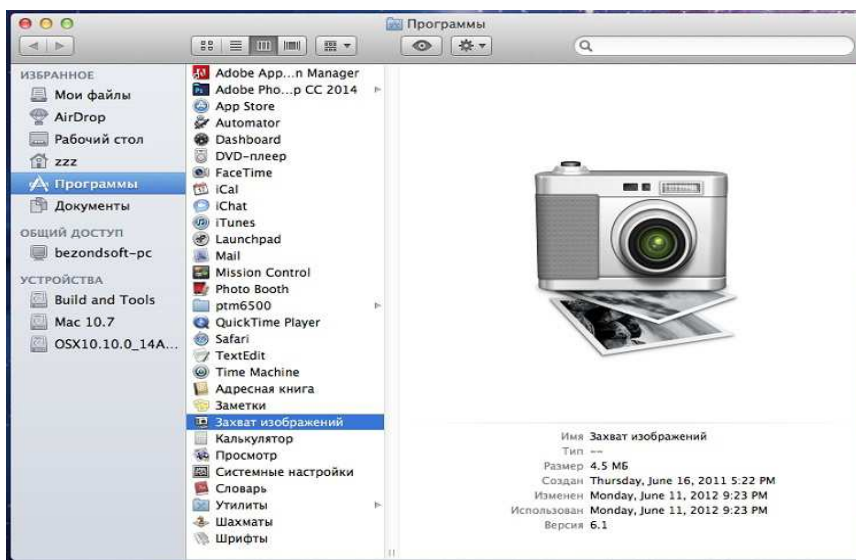 Программы
ИЗБРАННОЕ
Мои файлы
AirDrop
Рабочий стол
zzz
Программы
Документы
ОБЩИЙ ДОСТУП
bezondsoft-pc
УСТРОЙСТВА
Build and Tools
Mac 10.7
OSX10.10.0_14A...
Adobe App...n Manager
Adobe Pho...p CC 2014
App Store
Automator
Dashboard
DVD-плеер
FaceTime
iCal
iChat
iTunes
Launchpad
Mail
Mission Control
Photo Booth
ptm6500
QuickTime Player
Safari
TextEdit
Time Machine
Адресная книга
Заметки
Захват изображений
Калькулятор
Просмотр
Системные настройки
Словарь
Утилиты
Шахматы
Шрифты
Имя Захват изображений
Тип --
Размер 4.5 МБ
Создан Thursday, June 16, 2011 5:22 PM
Изменен Monday, June 11, 2012 9:23 PM
Использован Monday, June 11, 2012 9:23 PM
Версия 6.1